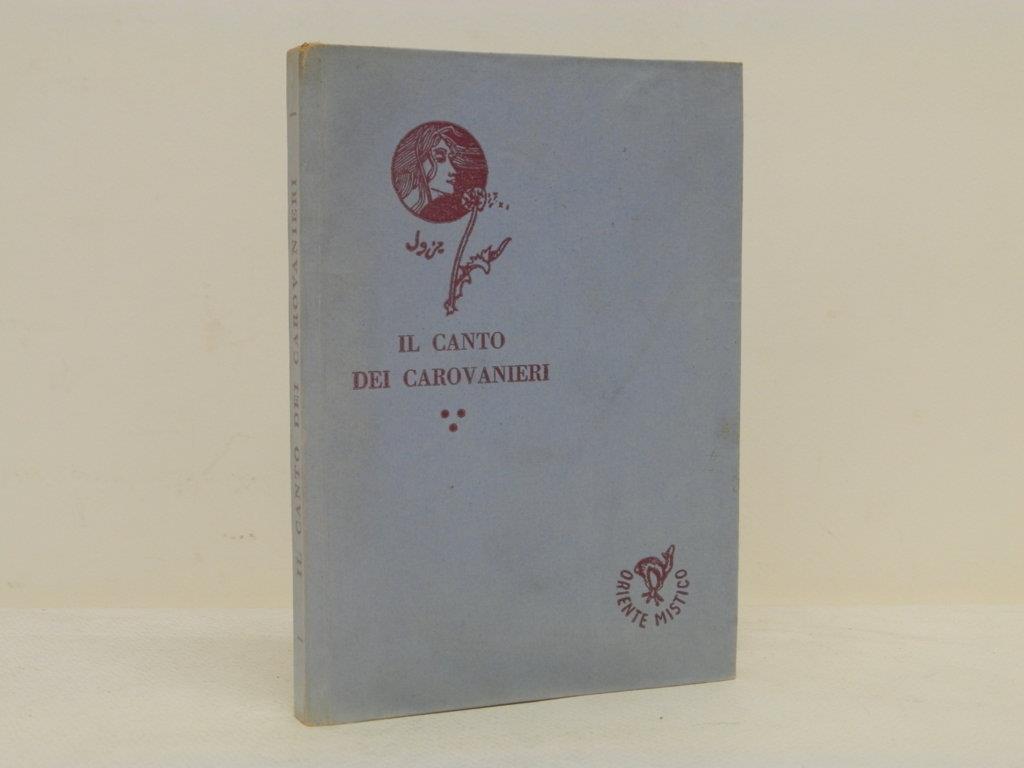 IL CANTO
DEI CAROVANIERI
ORIENTE MISTICO
IL CANTO DEI CAROVANIERI